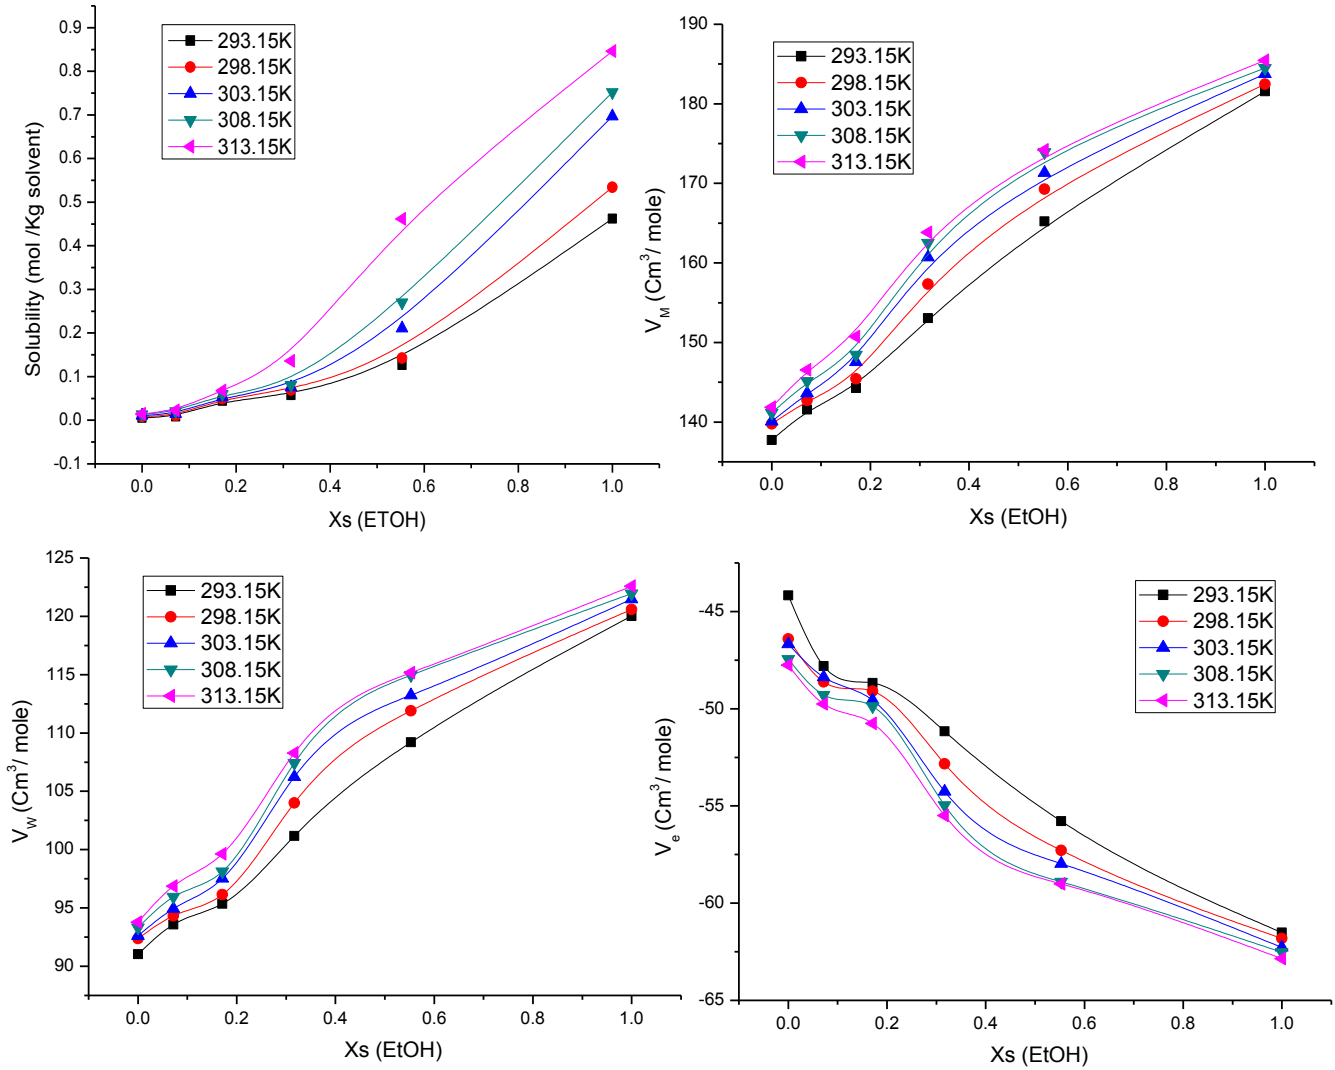 Solubility (mol /Kg solvent)
0.9
0.8
0.7
0.6
0.5
0.4
0.3
0.2
0.1
0.0
-0.1
293.15K
298.15K
303.15K
308.15K
313.15K
0.0 0.2 0.4 0.6 0.8 1.0
Xs (ETOH)
V_M (Cm³/ mole)
190
180
170
160
150
140
293.15K
298.15K
303.15K
308.15K
313.15K
0.0 0.2 0.4 0.6 0.8 1.0
Xs (EtOH)
V_W (Cm³/ mole)
125
120
115
110
105
100
95
90
293.15K
298.15K
303.15K
308.15K
313.15K
0.0 0.2 0.4 0.6 0.8 1.0
Xs (EtOH)
V_e (Cm³/ mole)
-45
-50
-55
-60
-65
293.15K
298.15K
303.15K
308.15K
313.15K
0.0 0.2 0.4 0.6 0.8 1.0
Xs (EtOH)